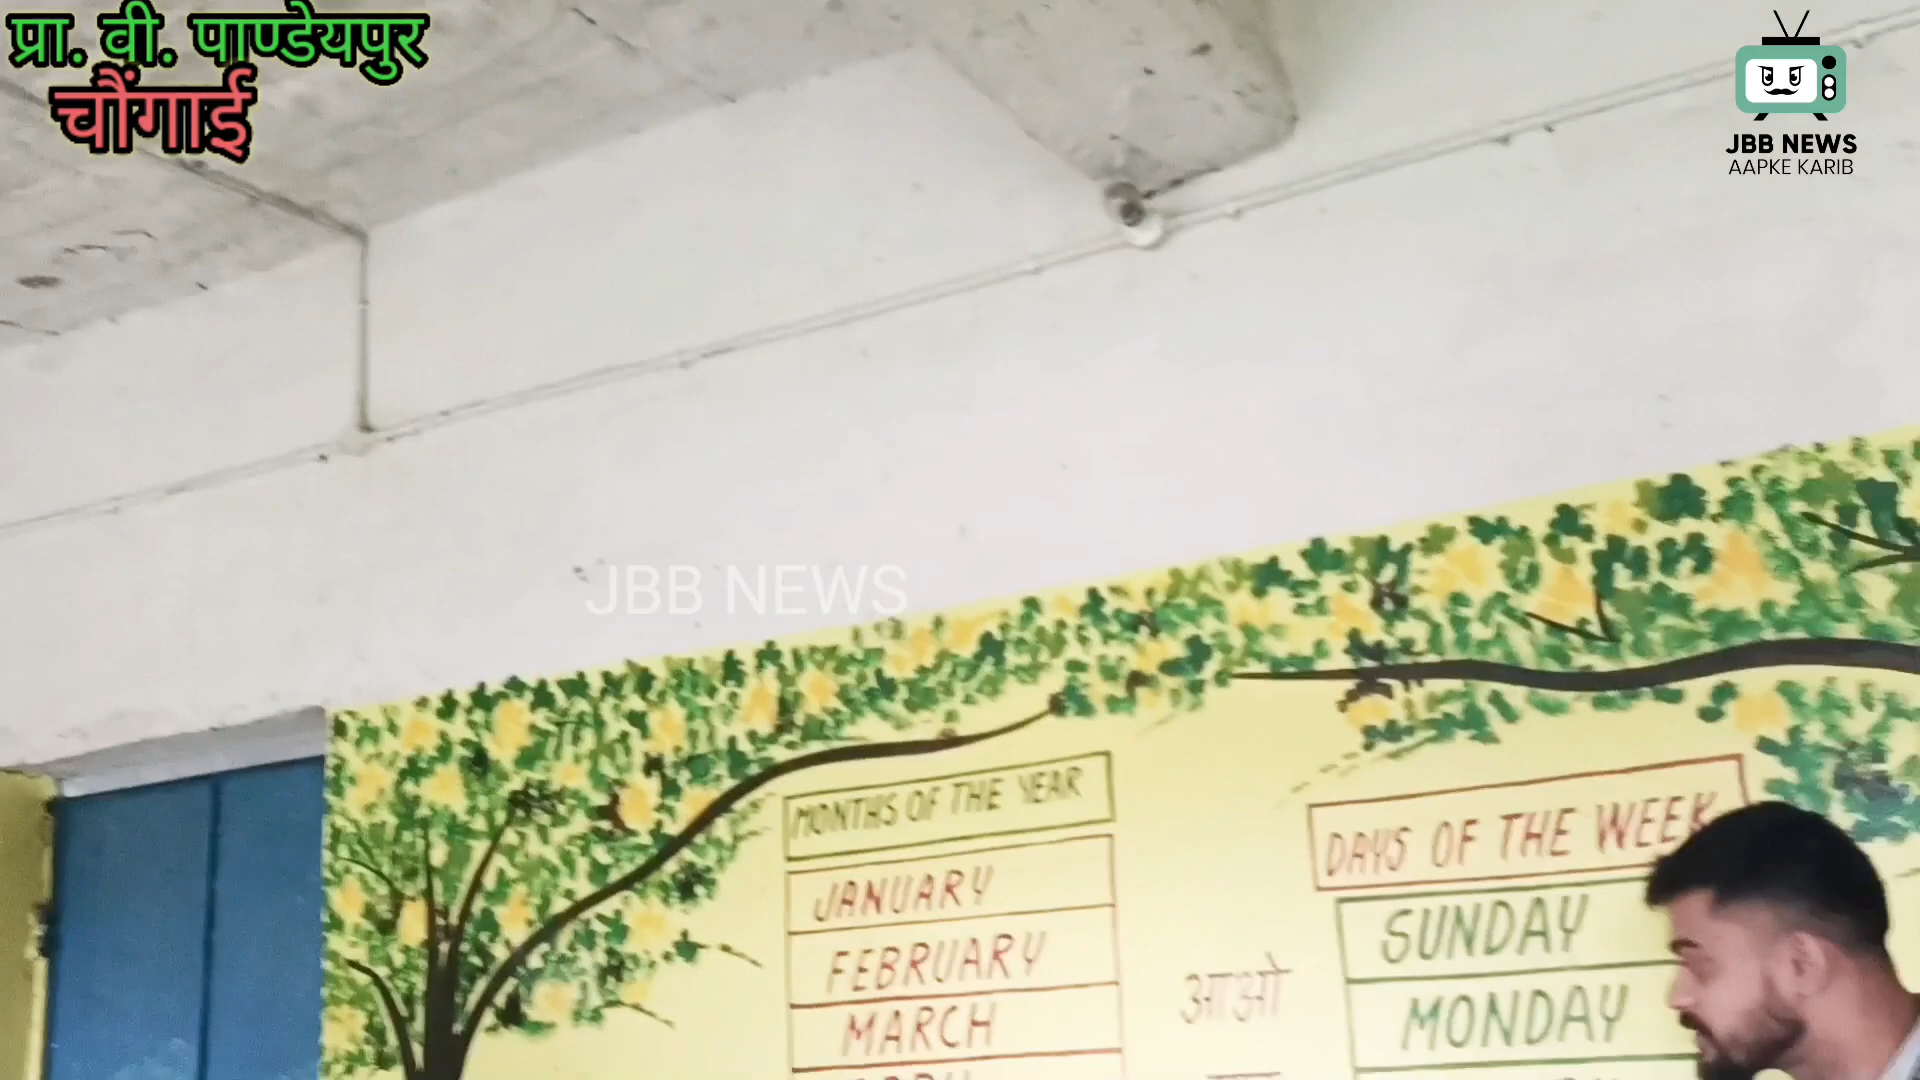 प्रा. वी. पाण्डेयपुर
चौंगाई
JBB NEWS
AAPKE KARIB
JBB NEWS
MONTHS OF THE YEAR
JANUARY
FEBRUARY
MARCH
आओ
DAYS OF THE WEEK
SUNDAY
MONDAY